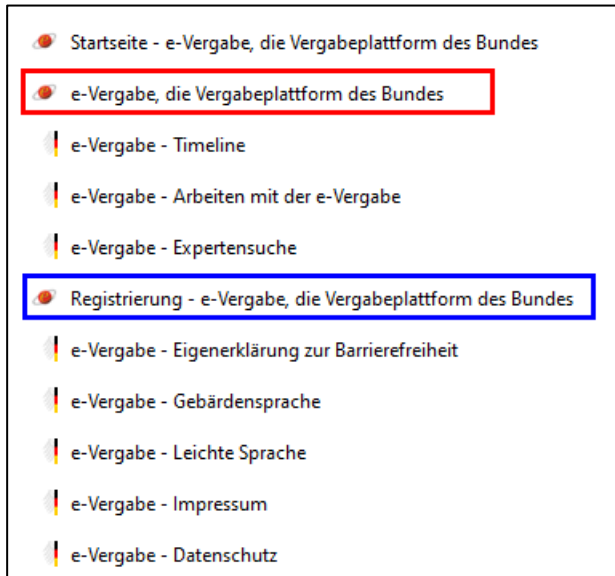 Startseite - e-Vergabe, die Vergabeplattform des Bundes
e-Vergabe, die Vergabeplattform des Bundes
e-Vergabe - Timeline
e-Vergabe - Arbeiten mit der e-Vergabe
e-Vergabe - Expertensuche
Registrierung - e-Vergabe, die Vergabeplattform des Bundes
e-Vergabe - Eigenerklärung zur Barrierefreiheit
e-Vergabe - Gebärdensprache
e-Vergabe - Leichte Sprache
e-Vergabe - Impressum
e-Vergabe - Datenschutz